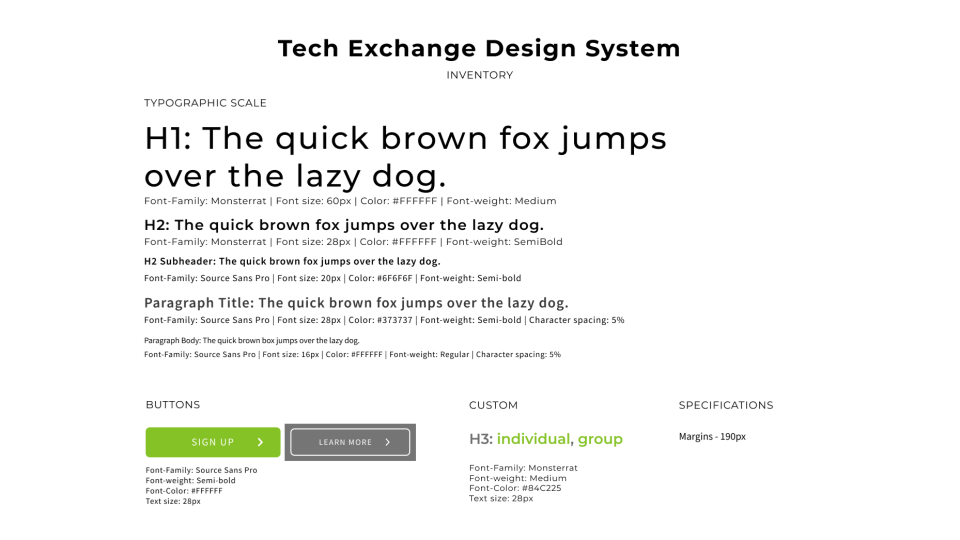 Tech Exchange Design System
INVENTORY
TYPOGRAPHIC SCALE
H1: The quick brown fox jumps
over the lazy dog.
Font-Family: Monsterrat | Font size: 60px | Color: #FFFFFF | Font-weight: Medium
H2: The quick brown fox jumps over the lazy dog.
Font-Family: Monsterrat | Font size: 28px | Color: #FFFFFF | Font-weight: SemiBold
H2 Subheader: The quick brown fox jumps over the lazy dog.
Font-Family: Source Sans Pro | Font size: 20px | Color: #6F6F6F | Font-weight: Semi-bold
Paragraph Title: The quick brown fox jumps over the lazy dog.
Font-Family: Source Sans Pro | Font size: 28px | Color: #373737 | Font-weight: Semi-bold | Character spacing: 5%
Paragraph Body: The quick brown box jumps over the lazy dog.
Font-Family: Source Sans Pro | Font size: 16px | Color: #FFFFFF | Font-weight: Regular | Character spacing: 5%
BUTTONS
SIGN UP
LEARN MORE
Font-Family: Source Sans Pro
Font-weight: Semi-bold
Font-Color: #FFFFFF
Text size: 28px
CUSTOM
H3: individual, group
Font-Family: Monsterrat
Font-weight: Medium
Font-Color: #84C225
Text size: 28px
SPECIFICATIONS
Margins - 190px